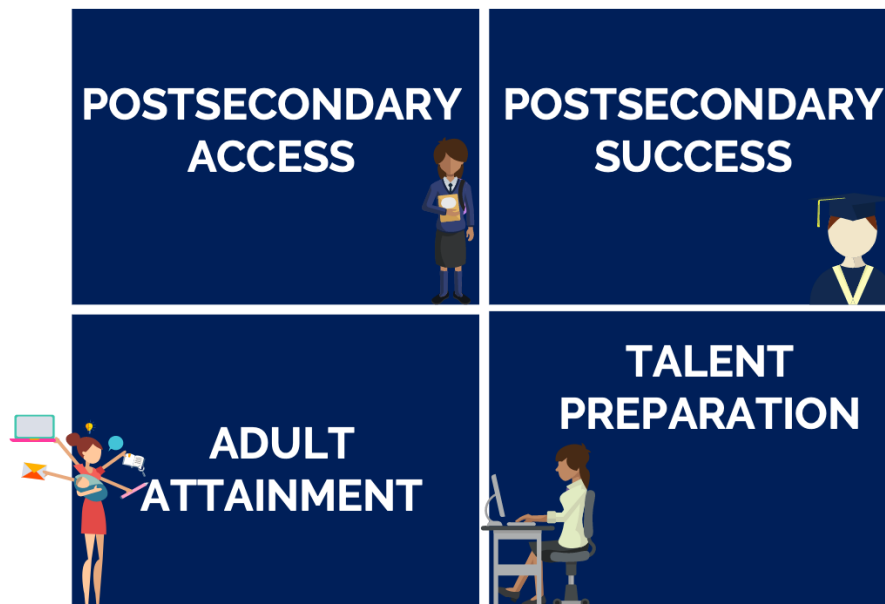 POSTSECONDARY
ACCESS
POSTSECONDARY
SUCCESS
ADULT
ATTAINMENT
TALENT
PREPARATION